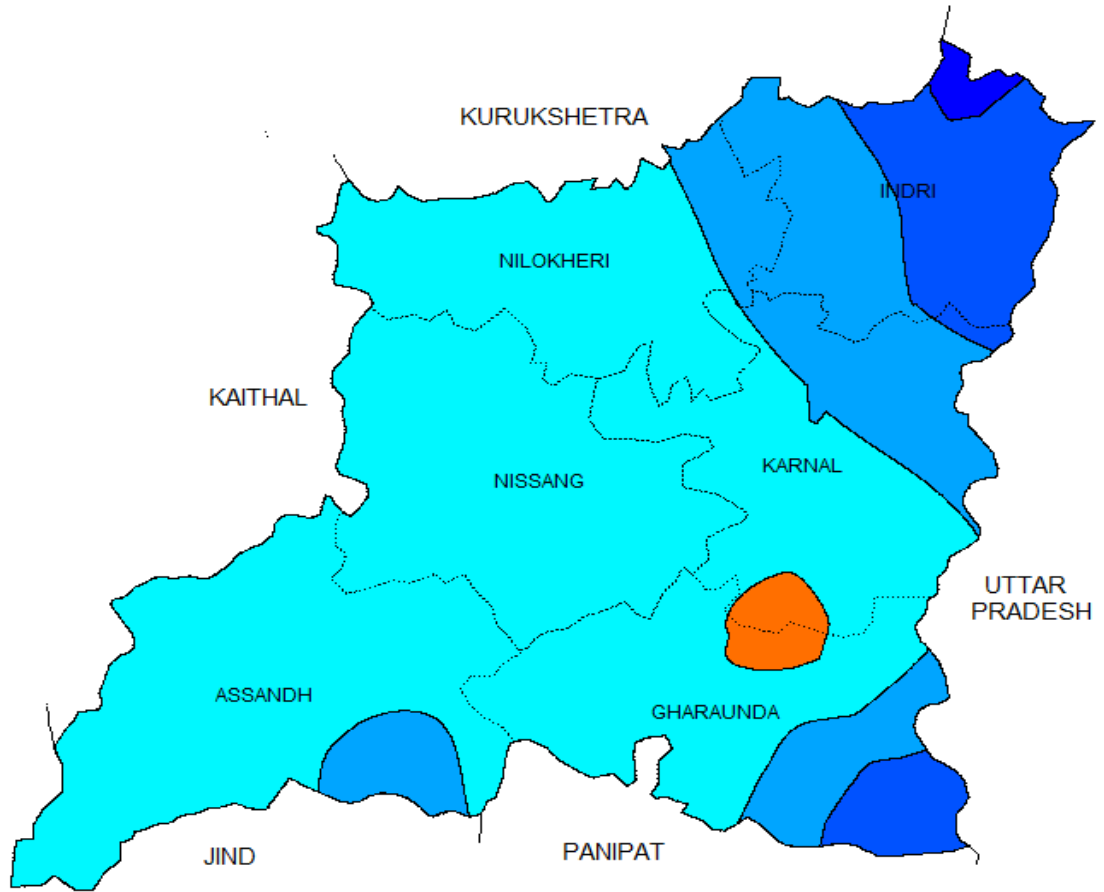 KURUKSHETRA
INDRI
NILOKHERI
KAITHAL
KARNAL
NISSANG
UTTAR
PRADESH
ASSANDH
GHARAUNDA
JIND
PANIPAT